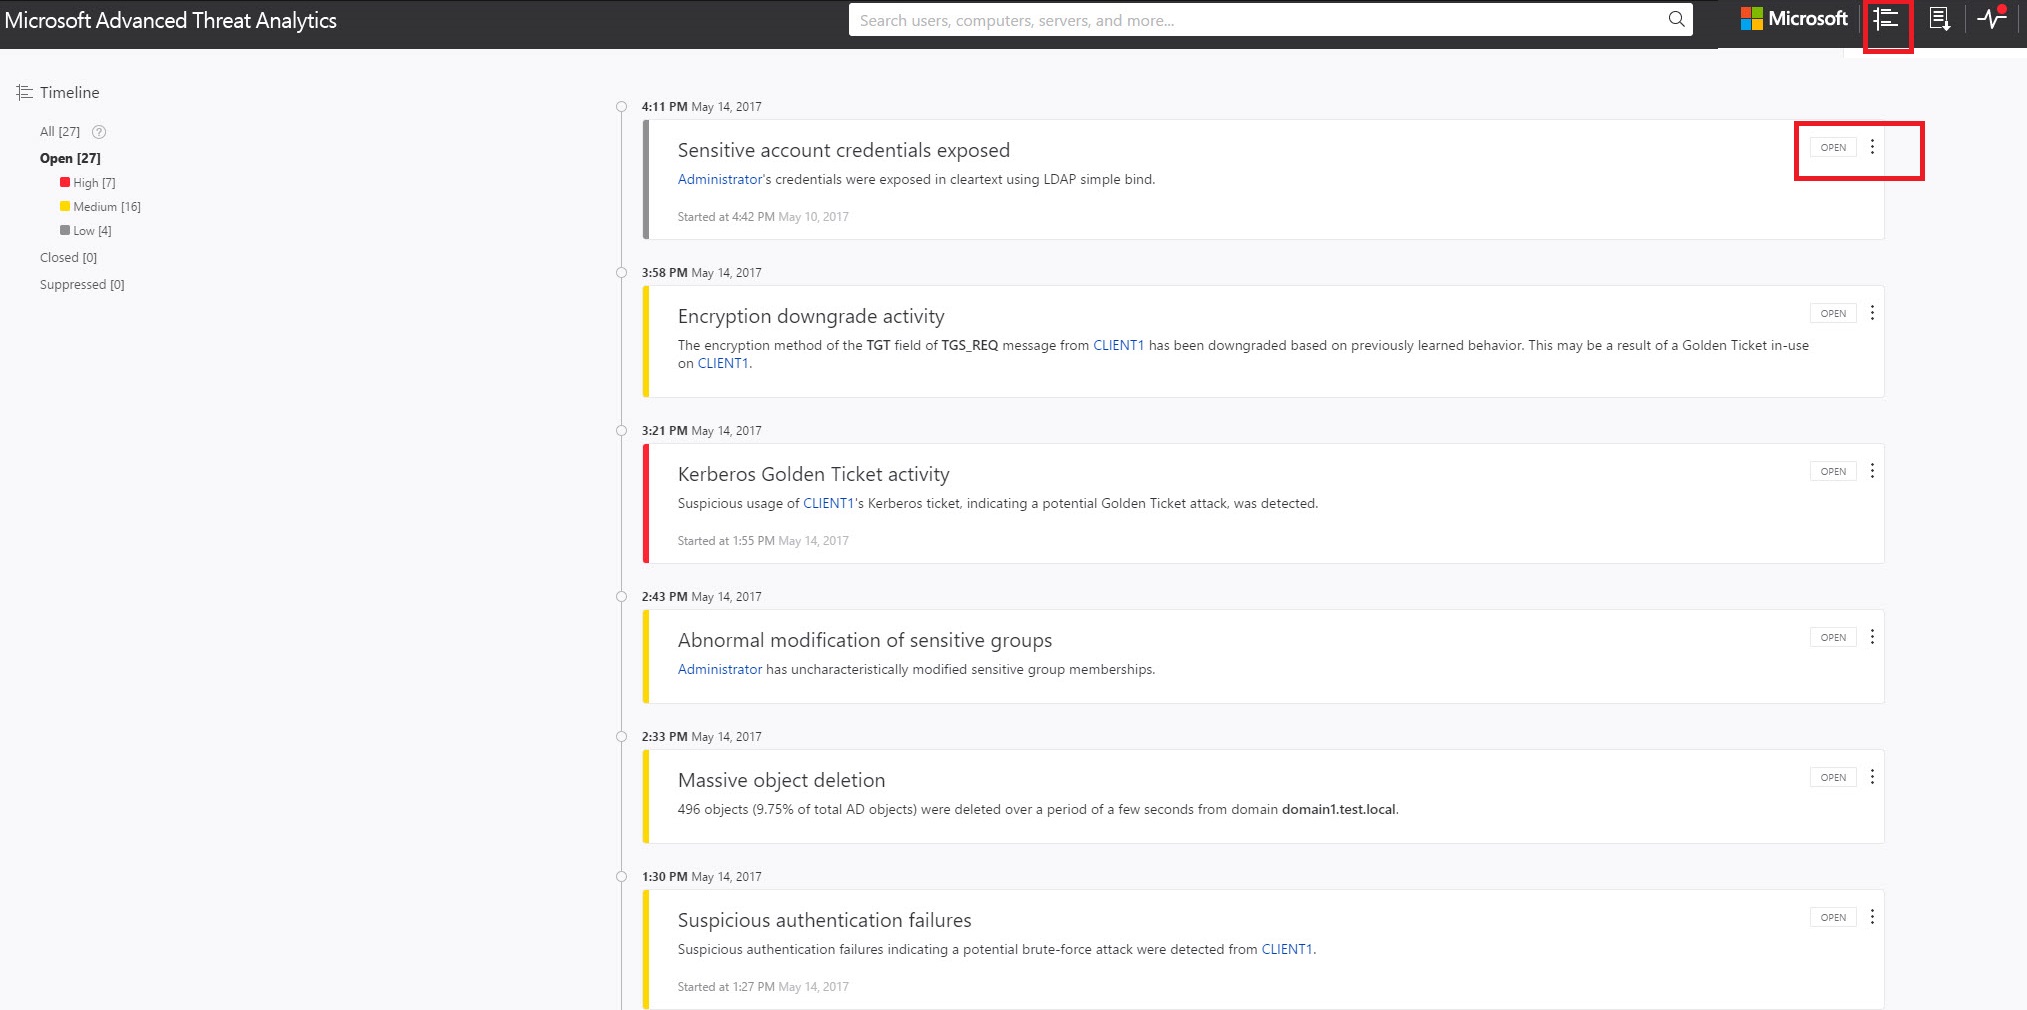 Microsoft Advanced Threat Analytics
Search users, computers, servers, and more...
Microsoft
Timeline
All [27] ?
Open [27]
High [7]
Medium [16]
Low [4]
Closed [0]
Suppressed [0]
4:11 PM May 14, 2017
Sensitive account credentials exposed
OPEN
Administrator's credentials were exposed in cleartext using LDAP simple bind.
Started at 4:42 PM May 10, 2017
3:58 PM May 14, 2017
Encryption downgrade activity
OPEN
The encryption method of the TGT field of TGS_REQ message from CLIENT1 has been downgraded based on previously learned behavior. This may be a result of a Golden Ticket in-use
on CLIENT1.
3:21 PM May 14, 2017
Kerberos Golden Ticket activity
OPEN
Suspicious usage of CLIENT1's Kerberos ticket, indicating a potential Golden Ticket attack, was detected.
Started at 1:55 PM May 14, 2017
2:43 PM May 14, 2017
Abnormal modification of sensitive groups
OPEN
Administrator has uncharacteristically modified sensitive group memberships.
2:33 PM May 14, 2017
Massive object deletion
OPEN
496 objects (9.75% of total AD objects) were deleted over a period of a few seconds from domain domain1.test.local.
1:30 PM May 14, 2017
Suspicious authentication failures
OPEN
Suspicious authentication failures indicating a potential brute-force attack were detected from CLIENT1.
Started at 1:27 PM May 14, 2017